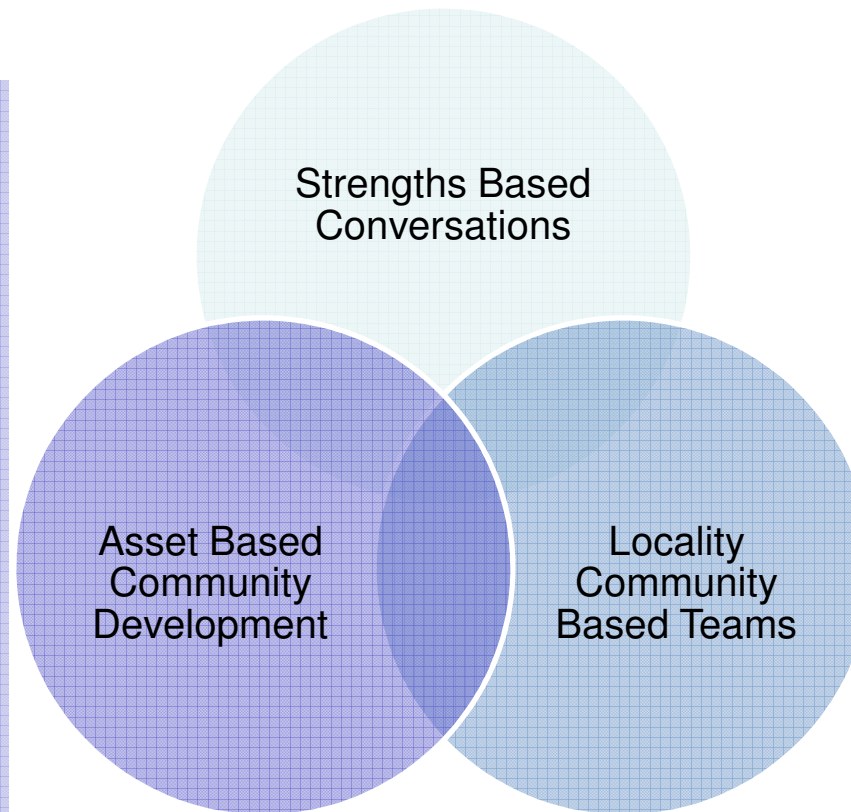 Strengths Based
Conversations
Asset Based
Community
Development
Locality
Community
Based Teams